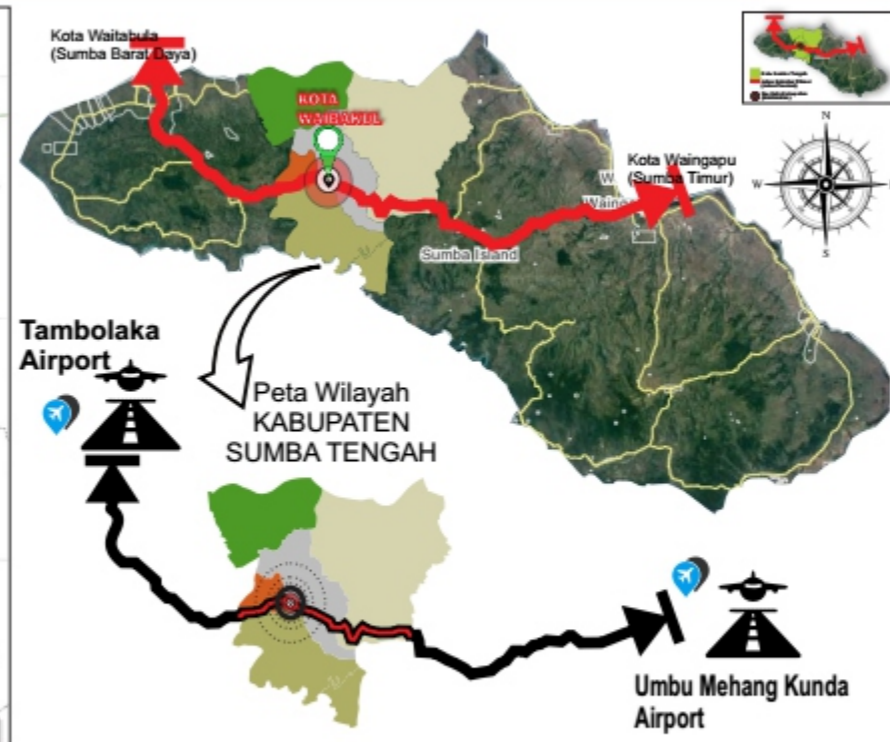 Kota Waitabula
(Sumba Barat Daya)
KOTA
WAIBAKUL
Kota Waingapu
(Sumba Timur)
Sumba Island
N
W
S
Tambolaka
Airport
Peta Wilayah
KABUPATEN
SUMBA TENGAH
Umbu Mehang Kunda
Airport